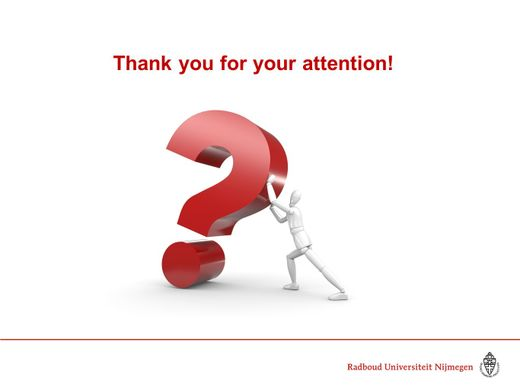 Thank you for your attention!
?
Radboud Universiteit Nijmegen